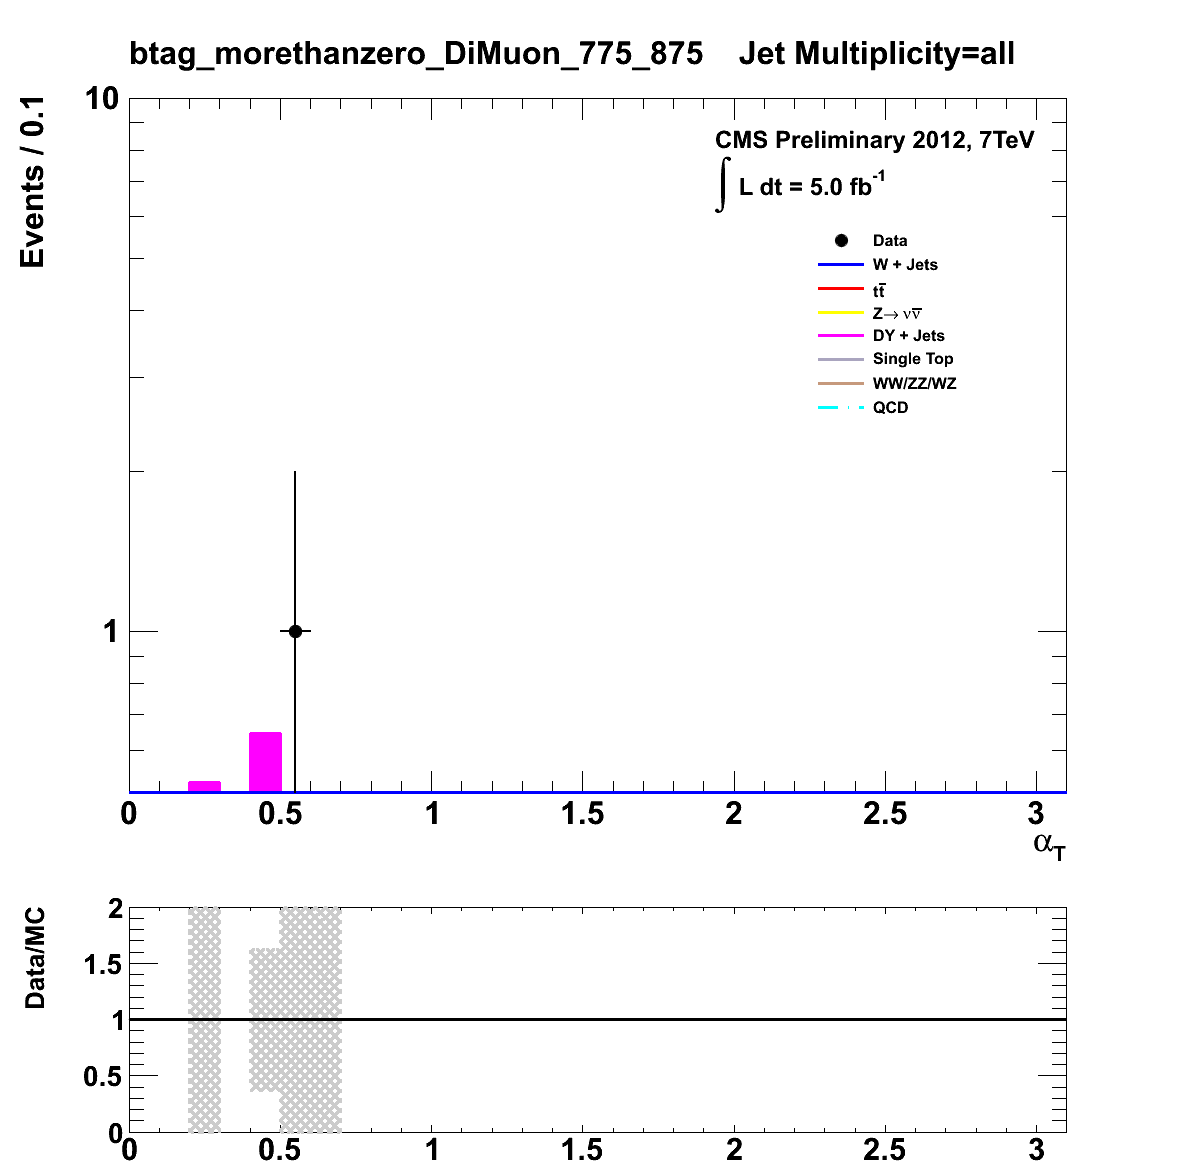 btag_morethanzero_DiMuon_775_875 Jet Multiplicity=all
Events / 0.1
10
1
CMS Preliminary 2012, 7TeV
∫ L dt = 5.0 fb⁻¹
Data
W + Jets
tt̅
Z→ νν̅
DY + Jets
Single Top
WW/ZZ/WZ
QCD
0 0.5 1 1.5 2 2.5 3
α_T
Data/MC
2
1.5
1
0.5
0
0 0.5 1 1.5 2 2.5 3